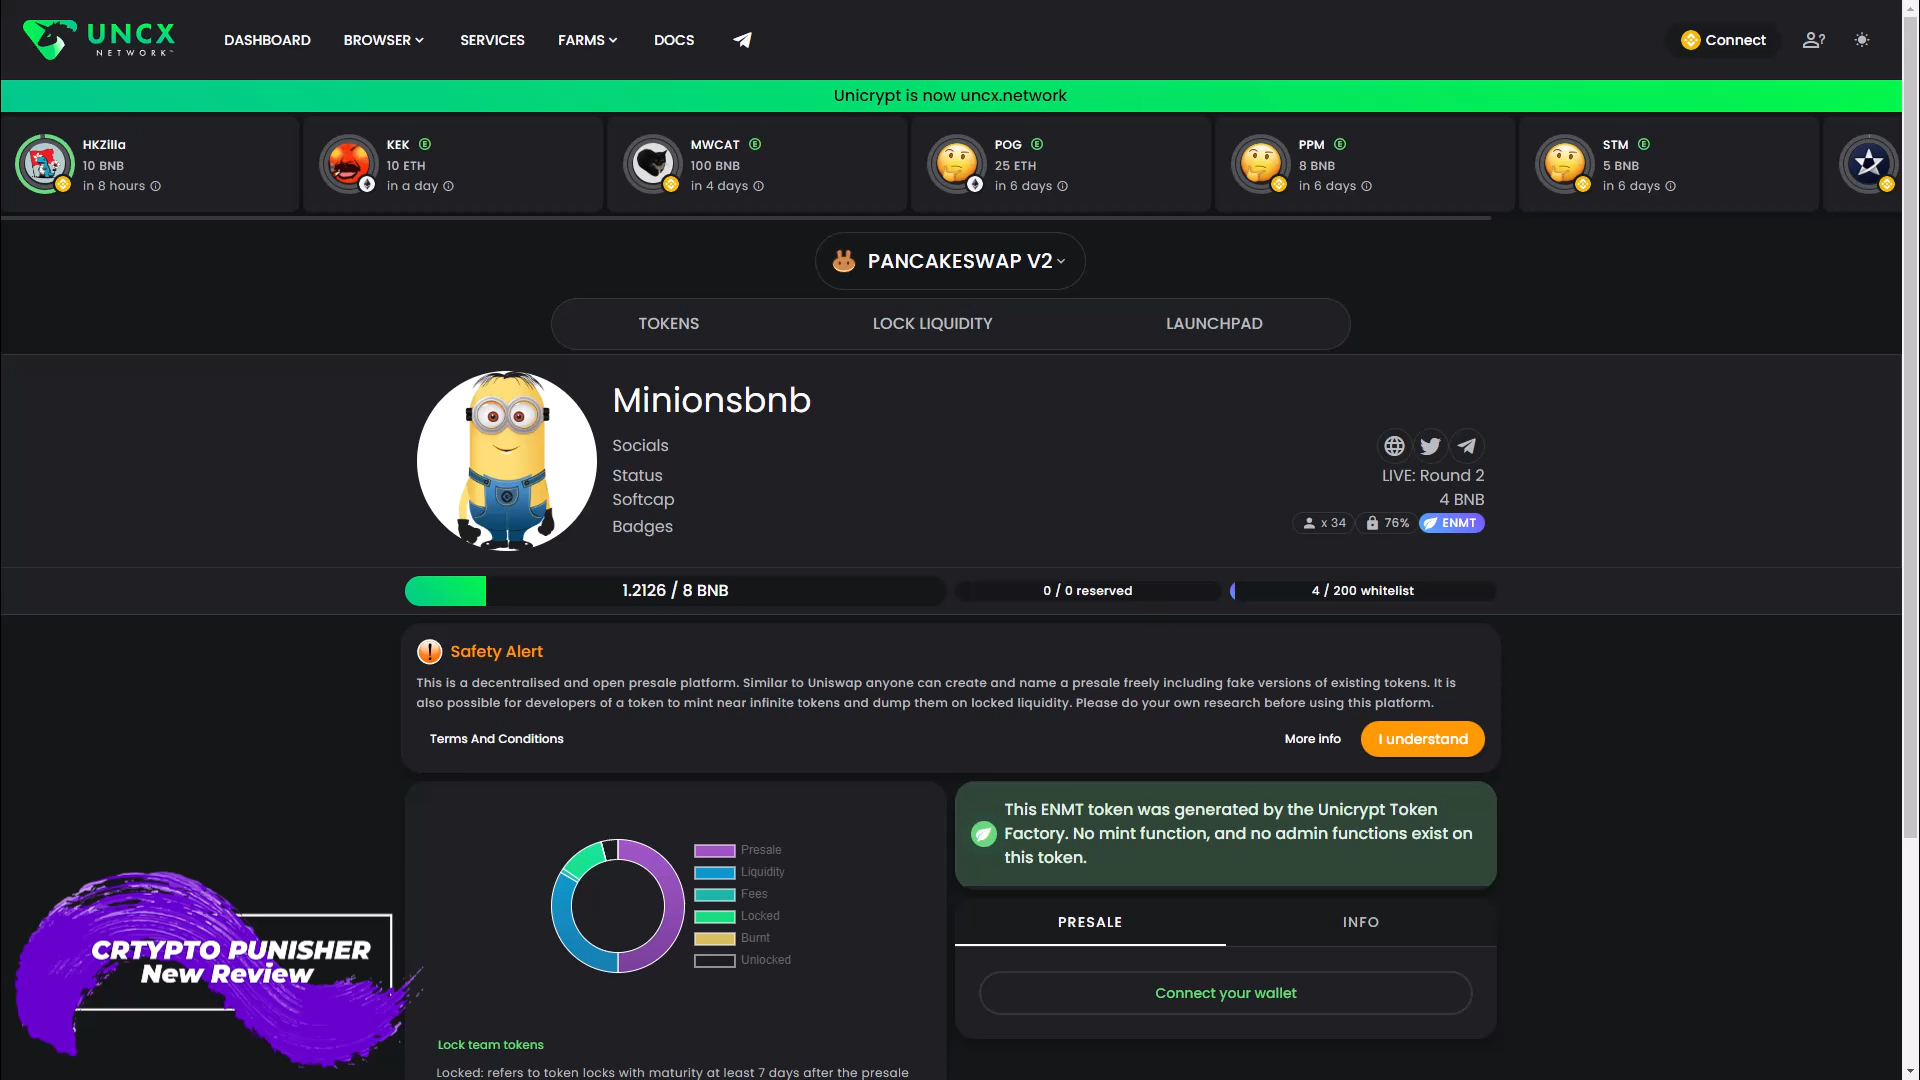 UNCX
NETWORK
DASHBOARD
BROWSER
SERVICES
FARMS
DOCS
Connect
Unicrypt is now uncx.network
HKZilla
10 BNB
in 8 hours
KEK
10 ETH
in a day
MWCAT
100 BNB
in 4 days
POG
25 ETH
in 6 days
PPM
8 BNB
in 6 days
STM
5 BNB
in 6 days
PANCAKESWAP V2
TOKENS
LOCK LIQUIDITY
LAUNCHPAD
Minionsbnb
Socials
Status
LIVE: Round 2
Softcap
4 BNB
Badges
x 34
76%
ENMT
1.2126 / 8 BNB
0 / 0 reserved
4 / 200 whitelist
Safety Alert
This is a decentralised and open presale platform. Similar to Uniswap anyone can create and name a presale freely including fake versions of existing tokens. It is
also possible for developers of a token to mint near infinite tokens and dump them on locked liquidity. Please do your own research before using this platform.
Terms And Conditions
More info
I understand
Presale
Liquidity
Fees
Locked
Burnt
Unlocked
Lock team tokens
Locked: refers to token locks with maturity at least 7 days after the presale
This ENMT token was generated by the Unicrypt Token
Factory. No mint function, and no admin functions exist on
this token.
PRESALE
INFO
Connect your wallet
CRTYPTO PUNISHER
New Review